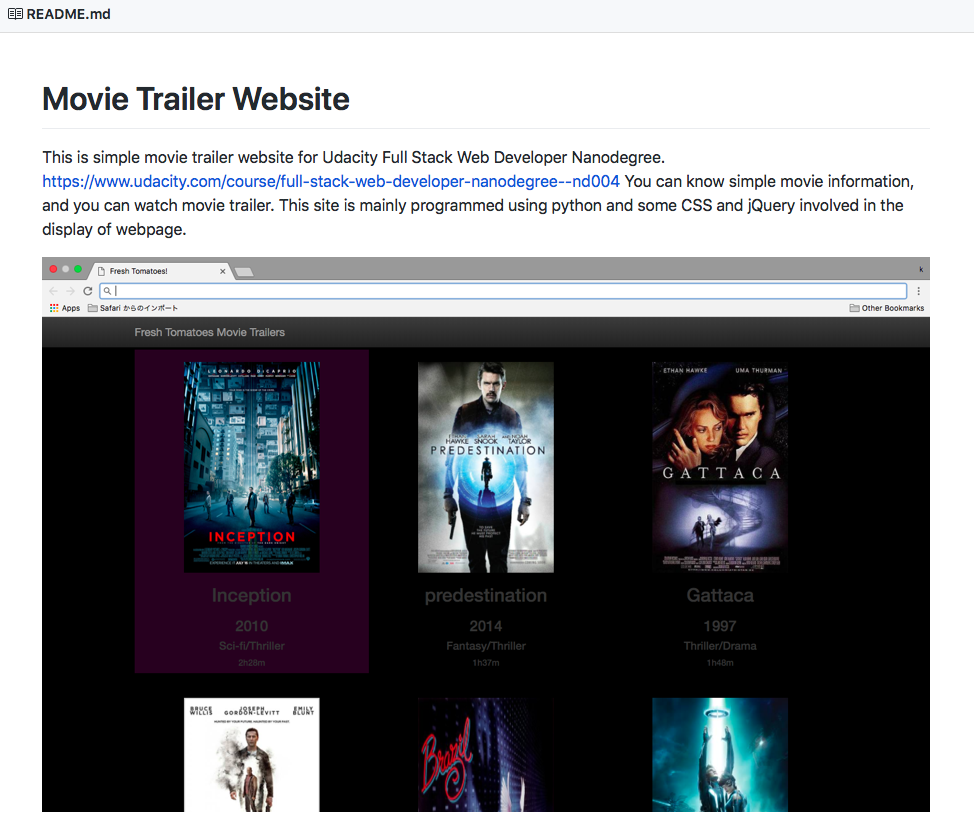 README.md
Movie Trailer Website
This is simple movie trailer website for Udacity Full Stack Web Developer Nanodegree.
https://www.udacity.com/course/full-stack-web-developer-nanodegree--nd004 You can know simple movie information,
and you can watch movie trailer. This site is mainly programmed using python and some CSS and jQuery involved in the
display of webpage.
Fresh Tomatoes!
k
Apps
Safari からのインポート
Other Bookmarks
Fresh Tomatoes Movie Trailers
LEONARDO DICAPRIO
INCEPTION
ETHAN HAWKE SARAH SNOOK AND NOAH TAYLOR
PREDESTINATION
ETHAN HAWKE UMA THURMAN
GATTACA
Inception
2010
Sci-fi/Thriller
2h28m
predestination
2014
Fantasy/Thriller
1h37m
Gattaca
1997
Thriller/Drama
1h48m
BRUCE WILLIS
JOSEPH GORDON-LEVITT
EMILY BLUNT
Brazil